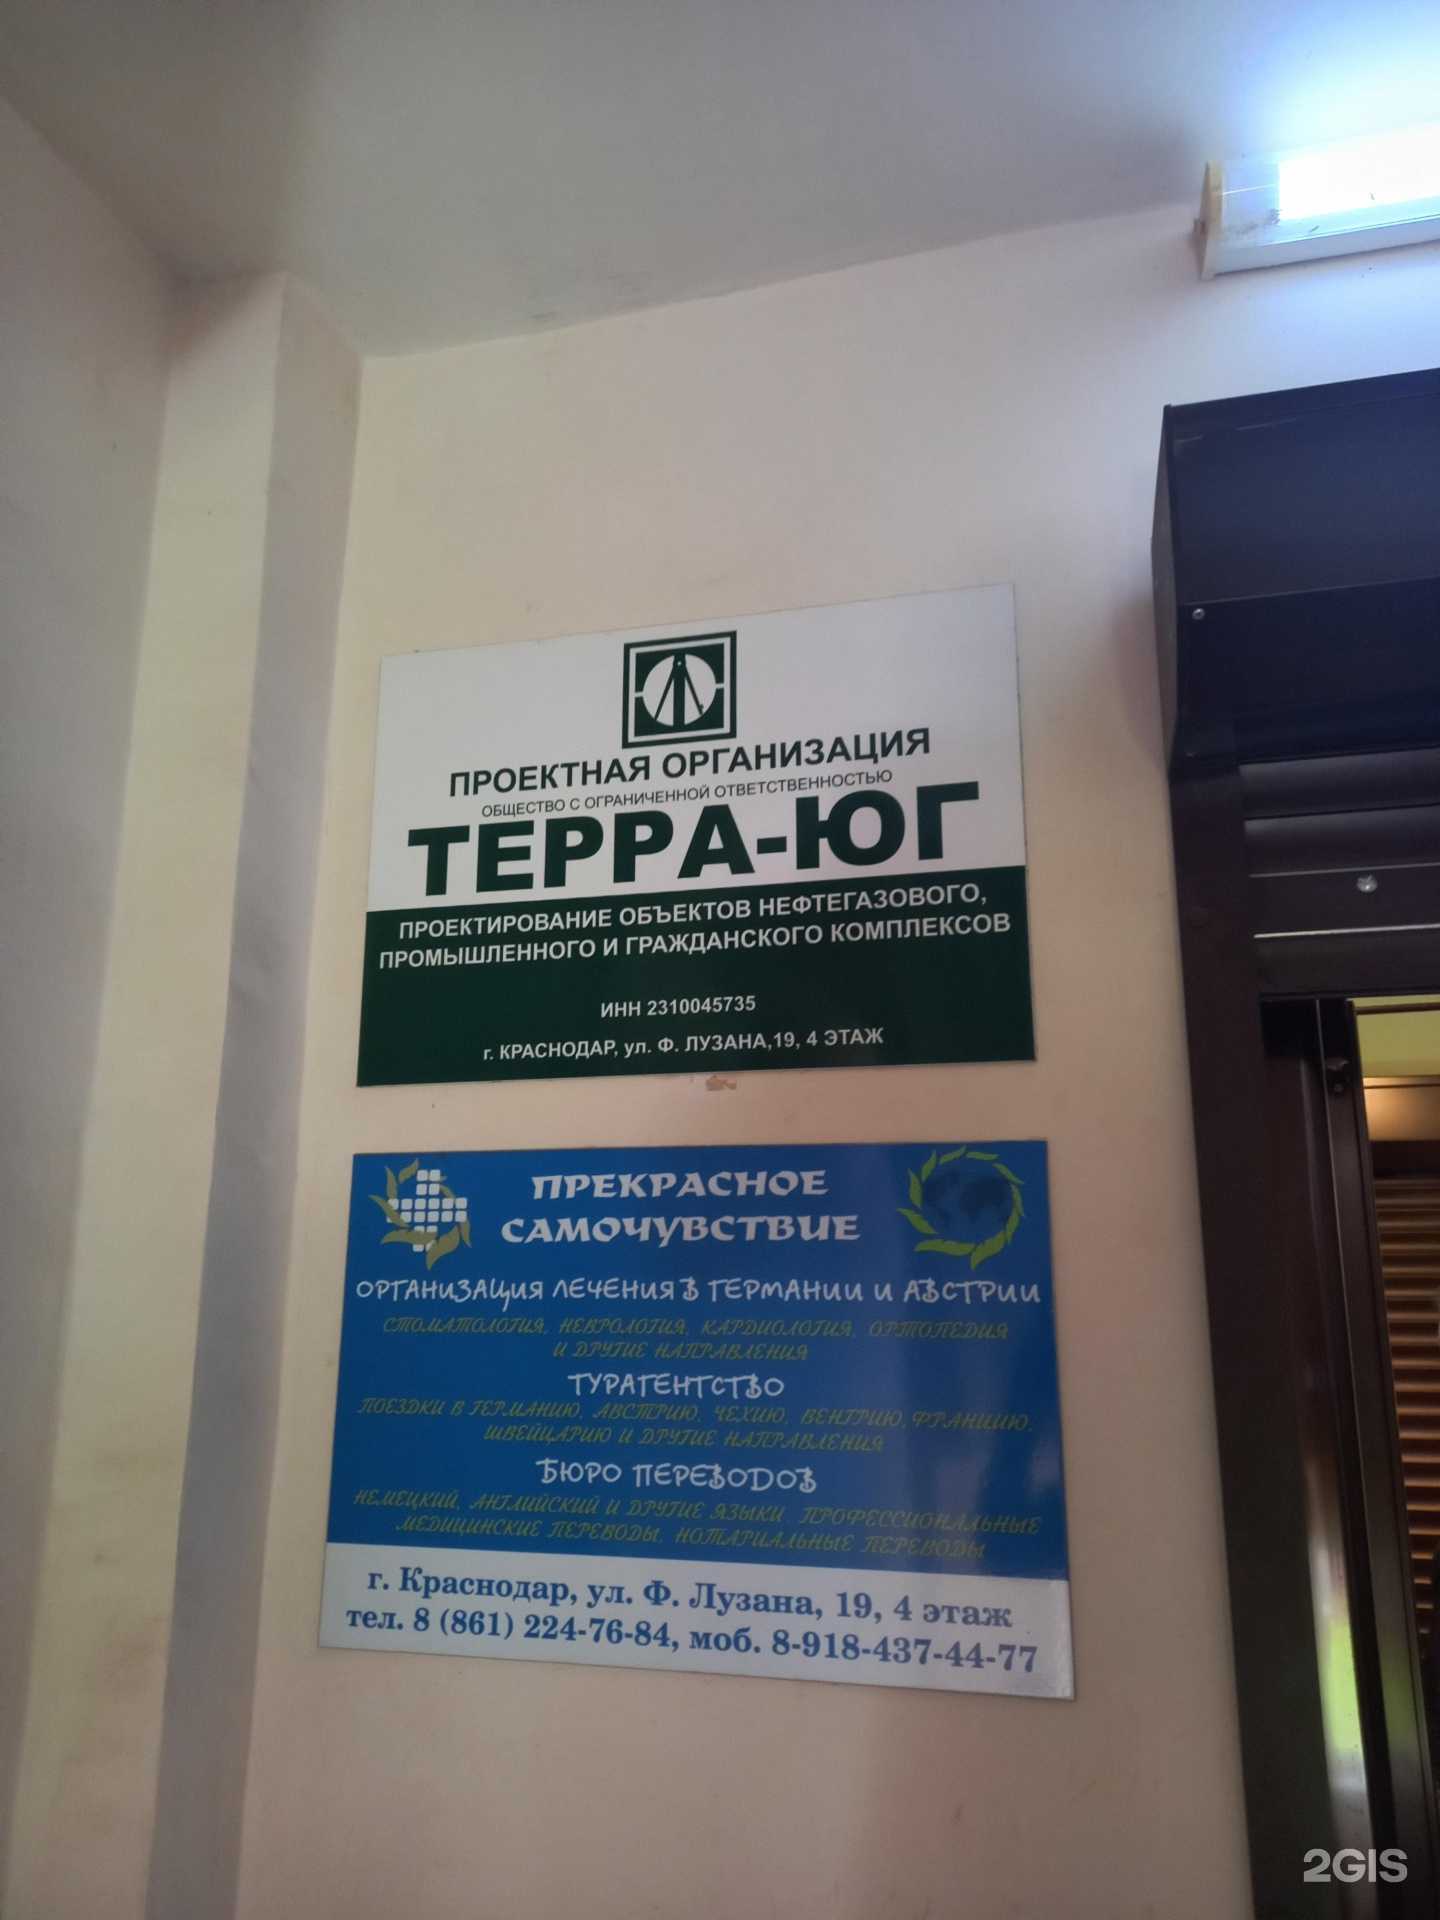 ПРОЕКТНАЯ ОРГАНИЗАЦИЯ
ОБЩЕСТВО С ОГРАНИЧЕННОЙ ОТВЕТСТВЕННОСТЬЮ
ТЕРРА-ЮГ
ПРОЕКТИРОВАНИЕ ОБЪЕКТОВ НЕФТЕГАЗОВОГО,
ПРОМЫШЛЕННОГО И ГРАЖДАНСКОГО КОМПЛЕКСОВ
ИНН 2310045735
г. КРАСНОДАР, ул. Ф. ЛУЗАНА,19, 4 ЭТАЖ
ПРЕКРАСНОЕ
САМОЧУВСТВИЕ
ОРГАНИЗАЦИЯ ЛЕЧЕНИЯ В ГЕРМАНИИ И АВСТРИИ
СТОМАТОЛОГИЯ, НЕВРОЛОГИЯ, КАРДИОЛОГИЯ, ОРТОПЕДИЯ
И ДРУГИЕ НАПРАВЛЕНИЯ
ТУРАГЕНТСТВО
ПОЕЗДКИ В ГЕРМАНИЮ, АВСТРИЮ, ЧЕХИЮ, ВЕНГРИЮ, ФРАНЦИЮ,
ШВЕЙЦАРИЮ И ДРУГИЕ НАПРАВЛЕНИЯ
БЮРО ПЕРЕВОДОВ
НЕМЕЦКИЙ, АНГЛИЙСКИЙ И ДРУГИЕ ЯЗЫКИ, ПРОФЕССИОНАЛЬНЫЕ
МЕДИЦИНСКИЕ ПЕРЕВОДЫ, НОТАРИАЛЬНЫЕ ПЕРЕВОДЫ
г. Краснодар, ул. Ф. Лузана, 19, 4 этаж
тел. 8 (861) 224-76-84, моб. 8-918-437-44-77
2GIS